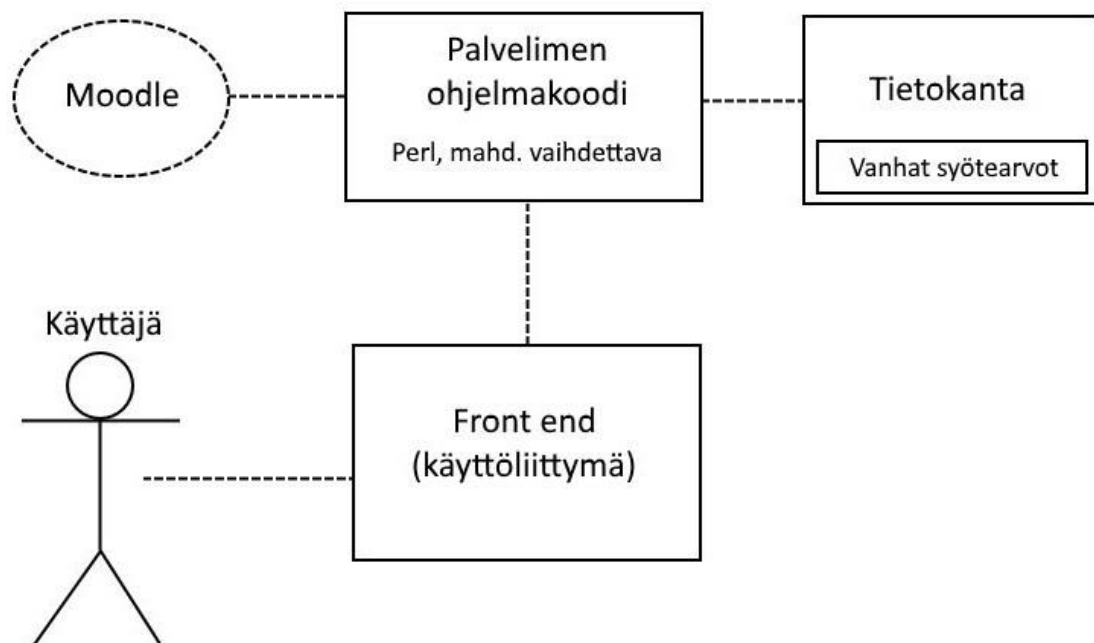 Moodle
Palvelimen
ohjelmakoodi
Perl, mahd. vaihdettava
Tietokanta
Vanhat syötearvot
Käyttäjä
Front end
(käyttöliittymä)